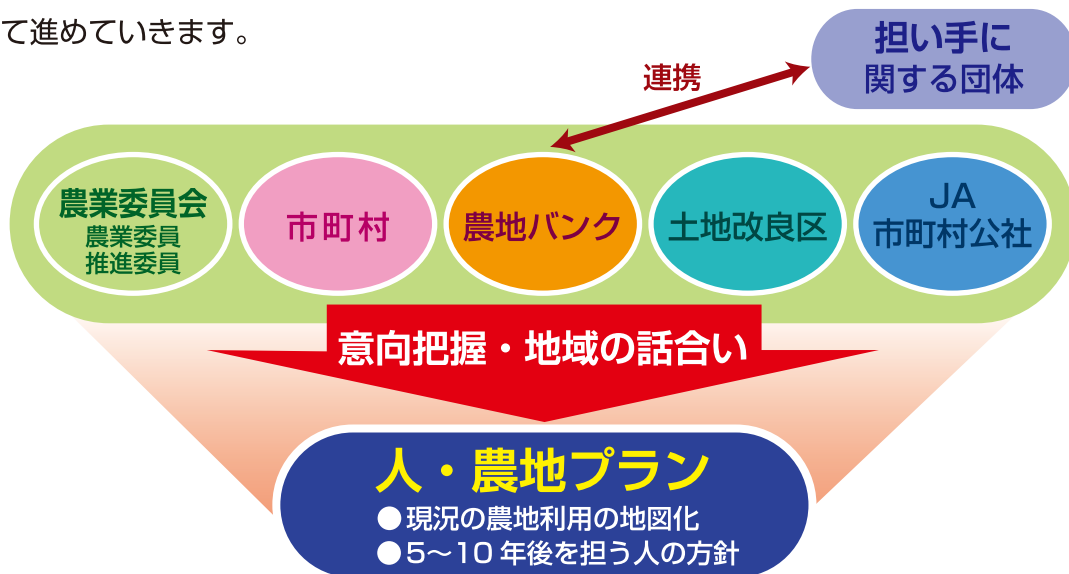 て進めていきます。
担い手に
関する団体
連携
農業委員会
農業委員
推進委員
市町村
農地バンク
土地改良区
JA
市町村公社
意向把握・地域の話合い
人・農地プラン
●現況の農地利用の地図化
●5〜10年後を担う人の方針